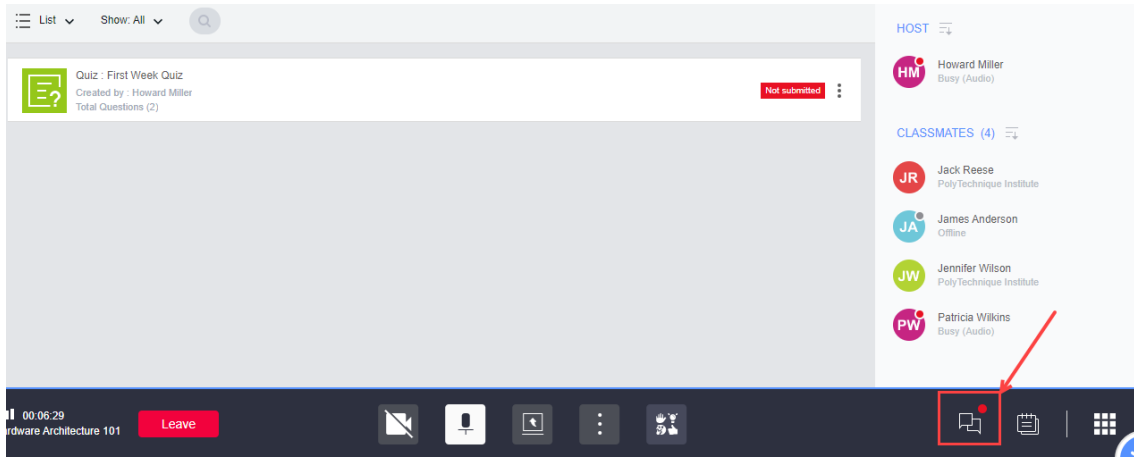 List Show: All
Quiz : First Week Quiz
Created by : Howard Miller
Total Questions (2)
Not submitted
HOST
HM
Howard Miller
Busy (Audio)
CLASSMATES (4)
JR
Jack Reese
PolyTechnique Institute
JA
James Anderson
Offline
JW
Jennifer Wilson
PolyTechnique Institute
PW
Patricia Wilkins
Busy (Audio)
00:06:29
rdware Architecture 101
Leave